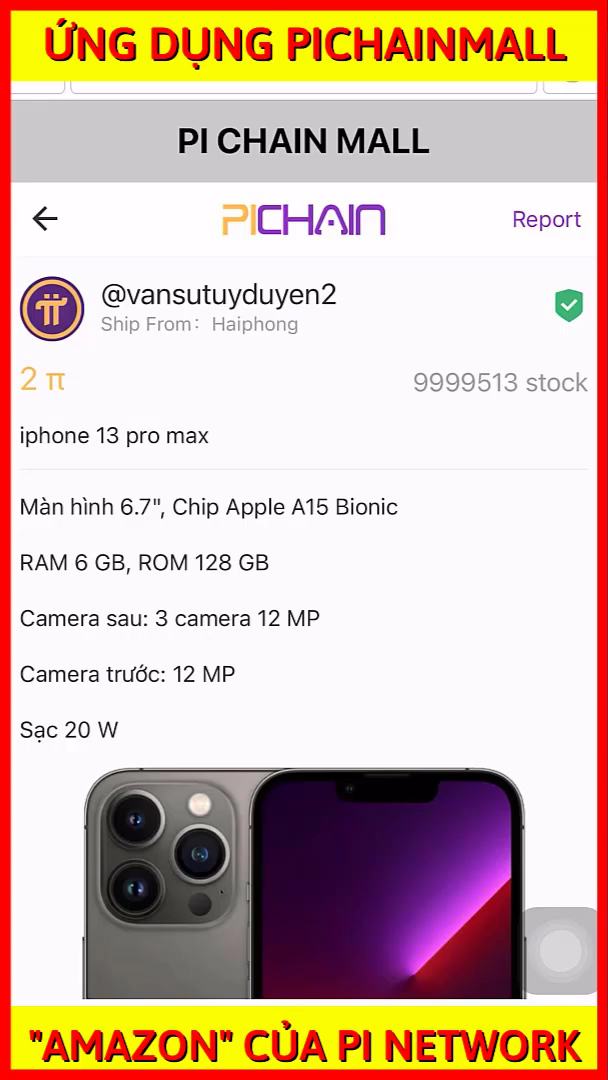 ỨNG DỤNG PICHAINMALL
PI CHAIN MALL
PICHAIN
Report
@vansutuyduyen2
Ship From: Haiphong
2 π
9999513 stock
iphone 13 pro max
Màn hình 6.7", Chip Apple A15 Bionic
RAM 6 GB, ROM 128 GB
Camera sau: 3 camera 12 MP
Camera trước: 12 MP
Sạc 20 W
"AMAZON" CỦA PI NETWORK